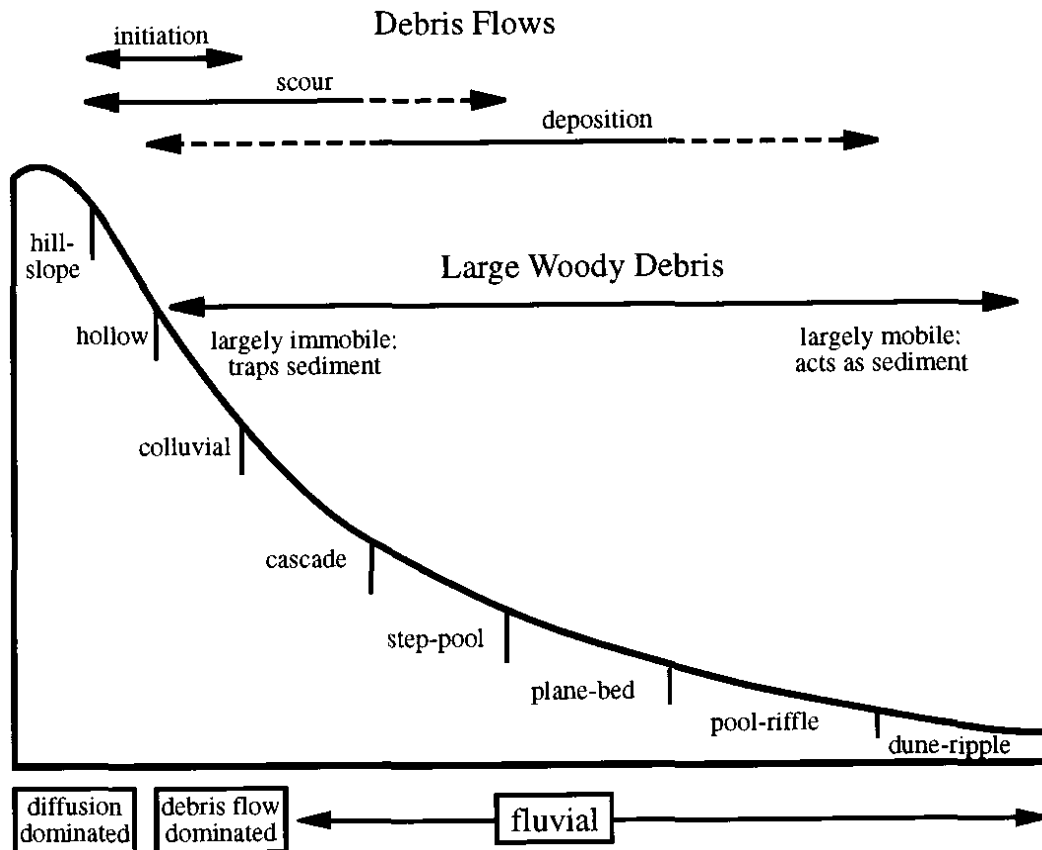 Debris Flows
initiation
scour
deposition
hill-
slope
Large Woody Debris
hollow
largely immobile;
traps sediment
largely mobile;
acts as sediment
colluvial
cascade
step-pool
plane-bed
pool-riffle
dune-ripple
diffusion
dominated
debris flow
dominated
fluvial